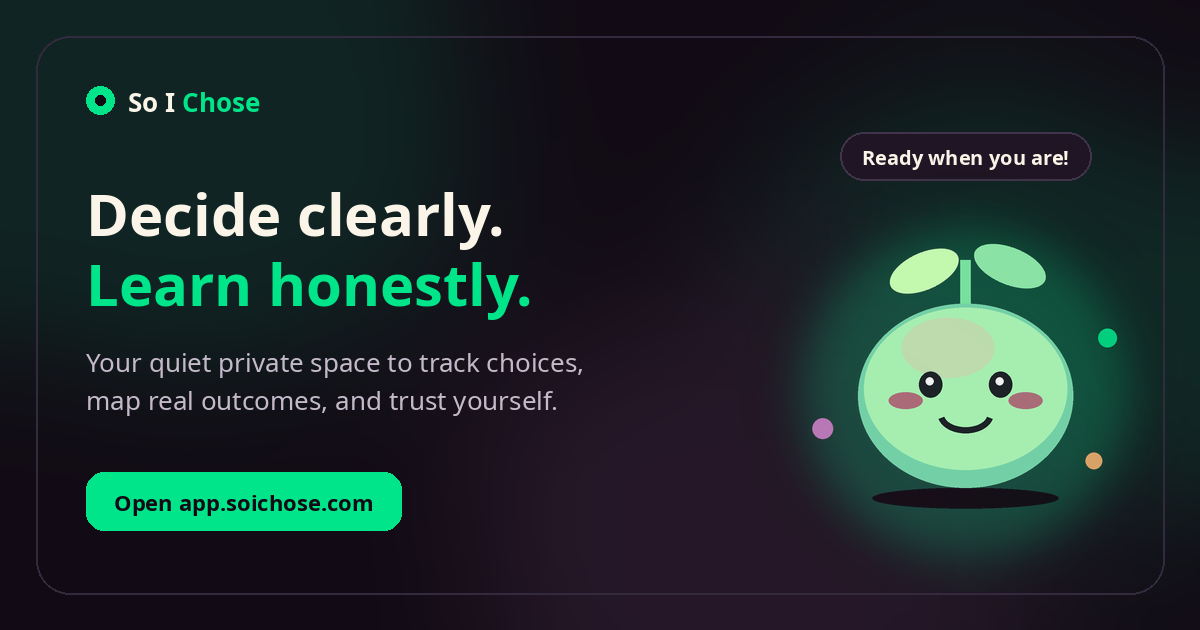 So I Chose
Ready when you are!
Decide clearly.
Learn honestly.
Your quiet private space to track choices,
map real outcomes, and trust yourself.
Open app.soichose.com